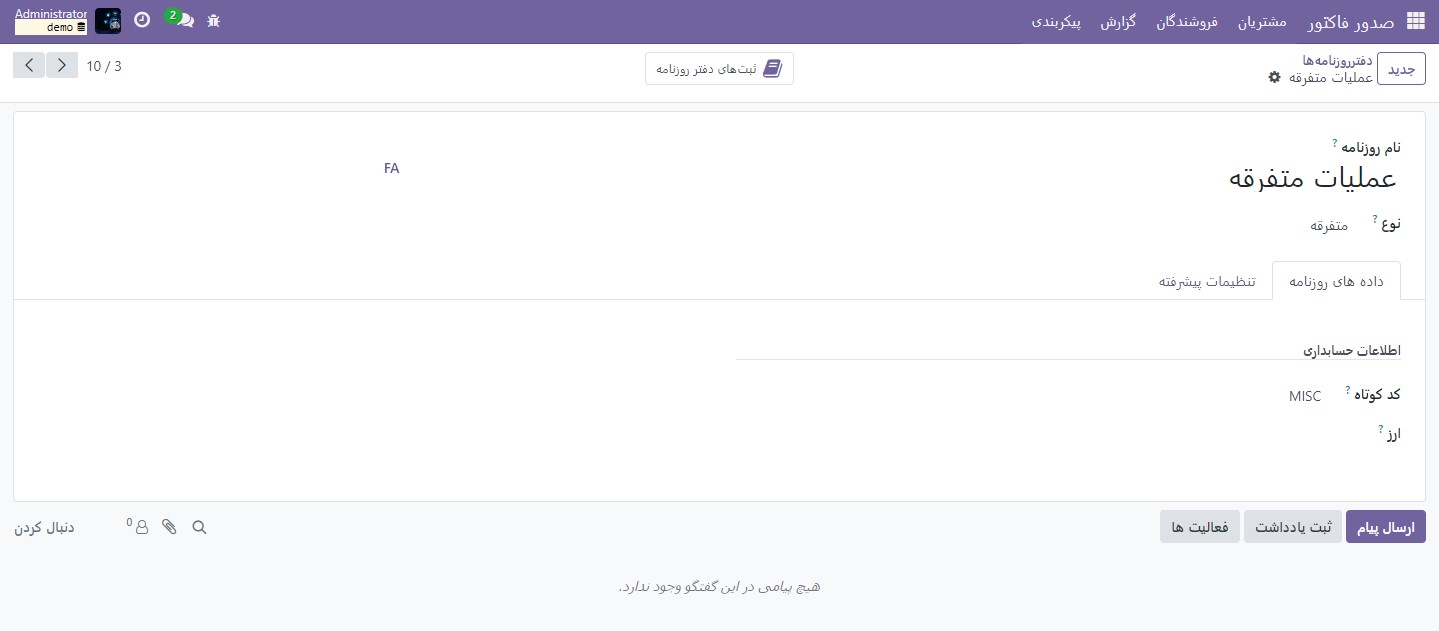 صدور فاکتور
مشتریان
فروشندگان
گزارش
پیکربندی
2
Administrator
demo
جدید
دفترروزنامه‌ها
عملیات متفرقه
ثبت‌های دفتر روزنامه
10 / 3
نام روزنامه ?
عملیات متفرقه
FA
نوع ?
متفرقه
داده های روزنامه
تنظیمات پیشرفته
اطلاعات حسابداری
کد کوتاه ?
MISC
ارز ?
ارسال پیام
ثبت یادداشت
فعالیت ها
0
دنبال کردن
هیچ پیامی در این گفتگو وجود ندارد.